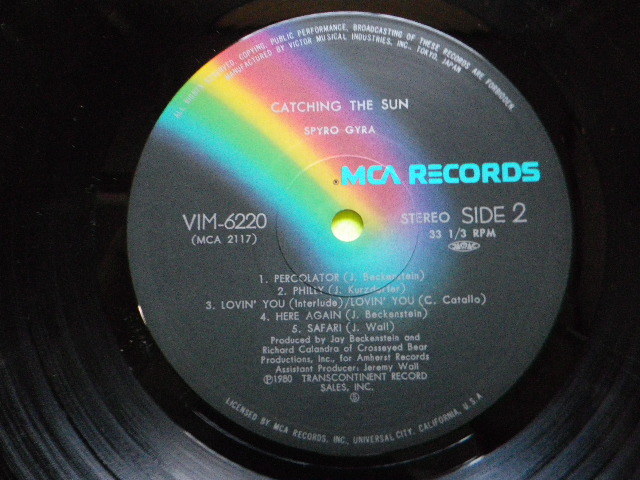 ALL RIGHTS RESERVED. COPYING, PUBLIC PERFORMANCE, BROADCASTING OF THESE RECORDS ARE FORBIDDEN.
MANUFACTURED BY VICTOR MUSICAL INDUSTRIES, INC. TOKYO, JAPAN
CATCHING THE SUN
SPYRO GYRA
MCA RECORDS
VIM-6220
(MCA 2117)
STEREO SIDE 2
33 1/3 RPM
1. PERCOLATOR (J. Beckenstein)
2. PHILLY (J. Kurzdorfer)
3. LOVIN' YOU (Interlude)/LOVIN' YOU (C. Catallo)
4. HERE AGAIN (J. Beckenstein)
5. SAFARI (J. Wall)
Produced by Jay Beckenstein and
Richard Calandra of Crosseyed Bear
Productions, Inc., for Amherst Records
Assistant Producer: Jeremy Wall
Ⓟ1980 TRANSCONTINENT RECORD
SALES, INC.
Ⓢ
LICENSED BY MCA RECORDS, INC. UNIVERSAL CITY, CALIFORNIA, U.S.A